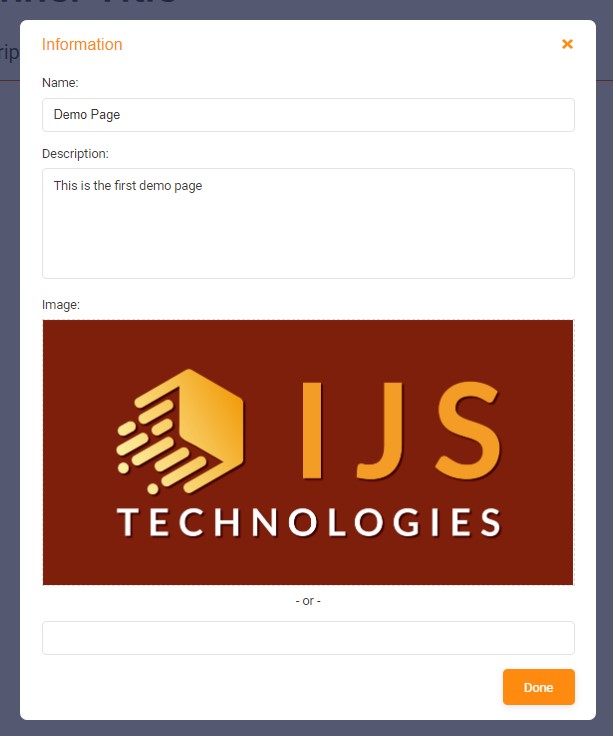 Information
Name:
Demo Page
Description:
This is the first demo page
Image:
IJS
TECHNOLOGIES
- or -
Done